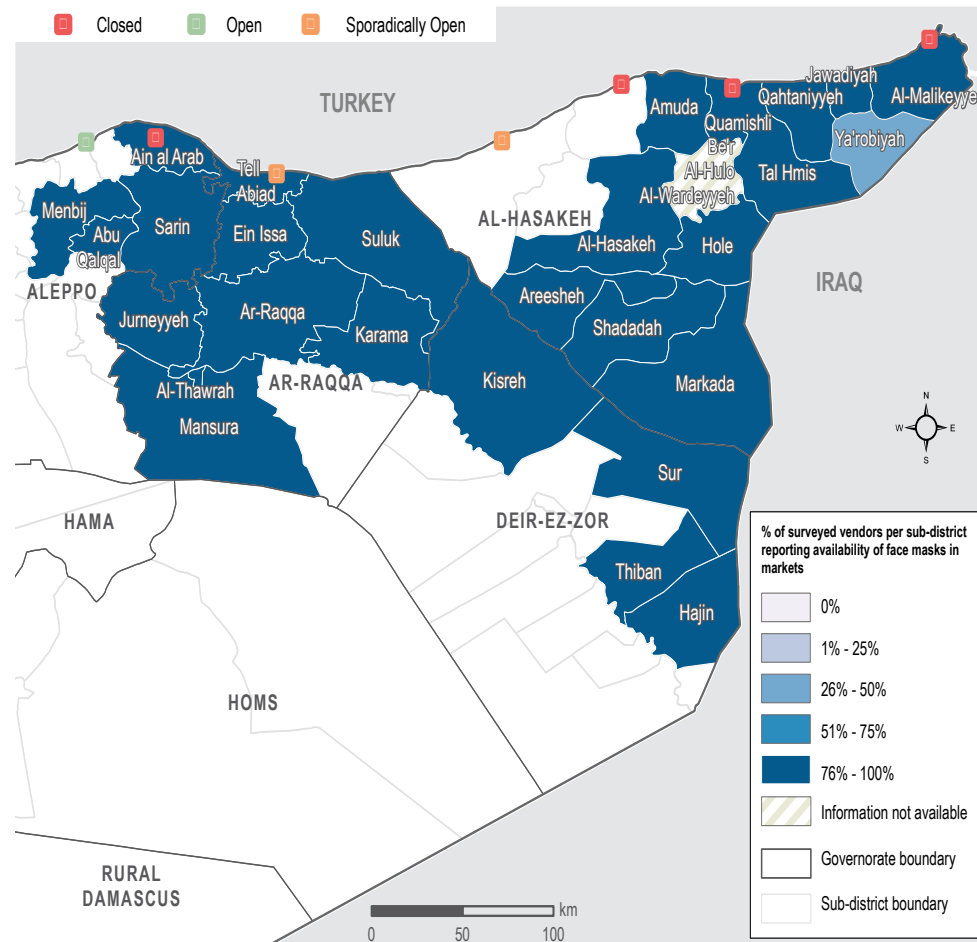 Closed
Open
Sporadically Open
TURKEY
IRAQ
Jawadiyah
Qahtaniyyeh
Al-Malikeyye
Amuda
Quamishli
Ya'robiyah
Be'r
Al-Hulo
Al-Wardeyyeh
Tal Hmis
Ain al Arab
Tell
Abiad
Menbij
Abu
Qalqal
Sarin
Ein Issa
Suluk
AL-HASAKEH
Al-Hasakeh
Hole
ALEPPO
Jurneyyeh
Ar-Raqqa
Karama
Areesheh
Shadadah
Kisreh
Markada
AR-RAQQA
Al-Thawrah
Mansura
Sur
HAMA
DEIR-EZ-ZOR
Thiban
Hajin
HOMS
RURAL
DAMASCUS
N
W
E
S
% of surveyed vendors per sub-district
reporting availability of face masks in
markets
0%
1% - 25%
26% - 50%
51% - 75%
76% - 100%
Information not available
Governorate boundary
Sub-district boundary
km
0 50 100